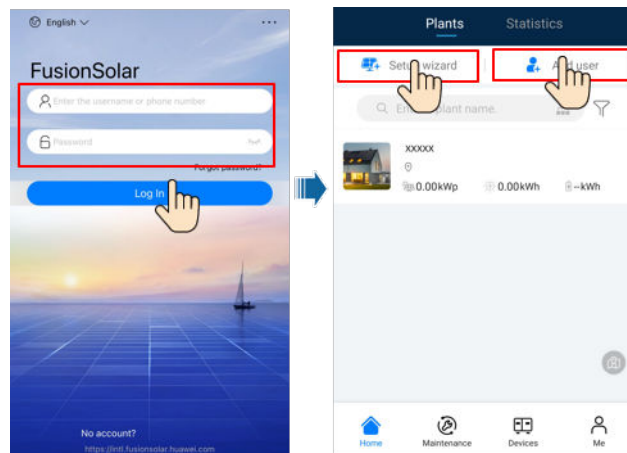 English
...
FusionSolar
Enter the username or phone number
Password
Forgot password?
Log In
No account?
https://intl.fusionsolar.huawei.com
Plants Statistics
Setup wizard
user
plant name.
xxxxx
0.00kWp 0.00kWh --kWh
Home Maintenance Devices Me